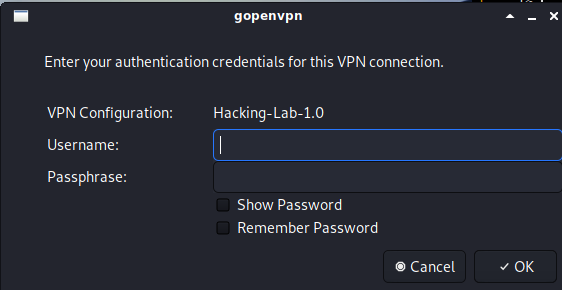 gopenvpn
Enter your authentication credentials for this VPN connection.
VPN Configuration: Hacking-Lab-1.0
Username:
Passphrase:
Show Password
Remember Password
Cancel OK